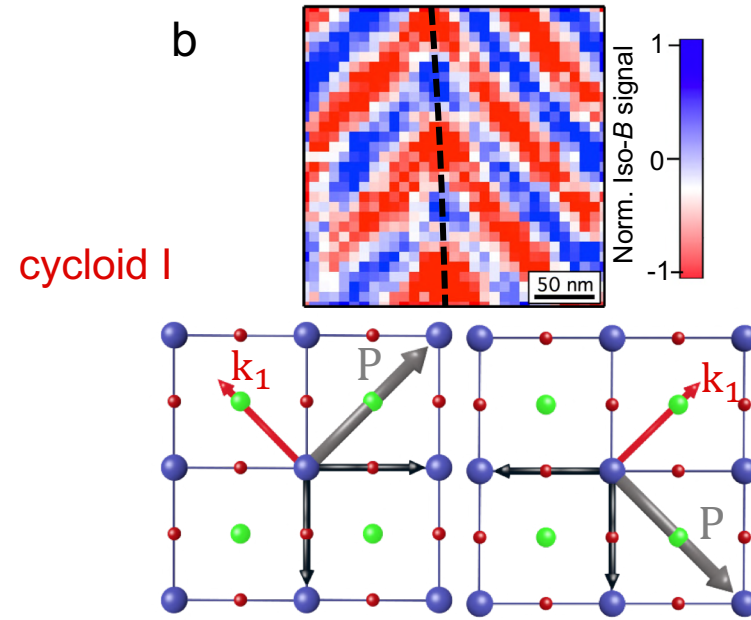 b
1
0
-1
Norm. Iso-B signal
50 nm
cycloid I
k₁
P
k₁
P